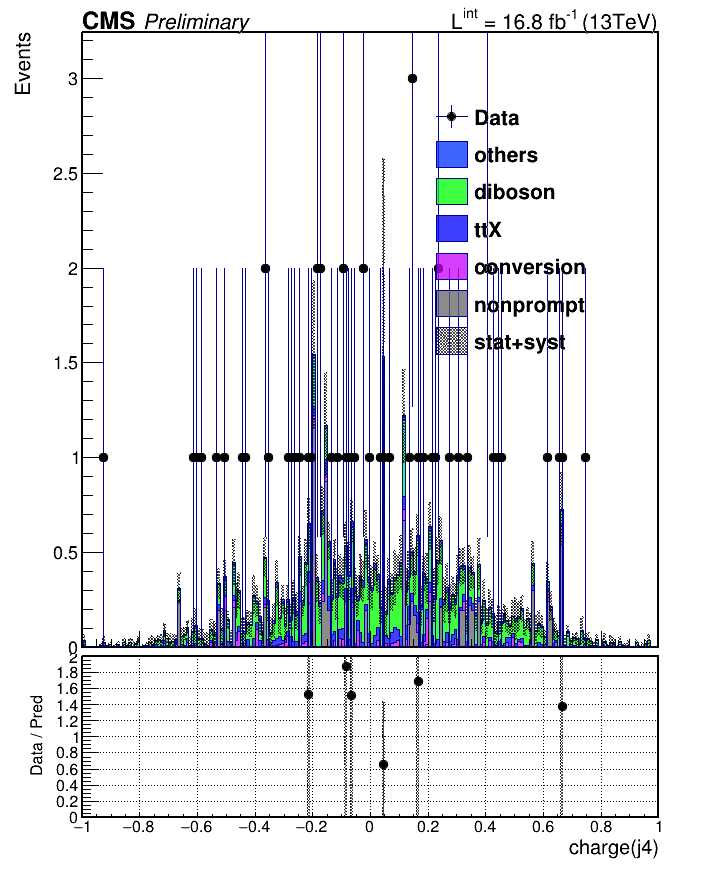 CMS Preliminary L^int = 16.8 fb^-1 (13TeV)
Events
3
2.5
2
1.5
1
0.5
0
Data
others
diboson
ttX
conversion
nonprompt
stat+syst
Data / Pred
2
1.8
1.6
1.4
1.2
1
0.8
0.6
0.4
0.2
0
−1 −0.8 −0.6 −0.4 −0.2 0 0.2 0.4 0.6 0.8 1
charge(j4)